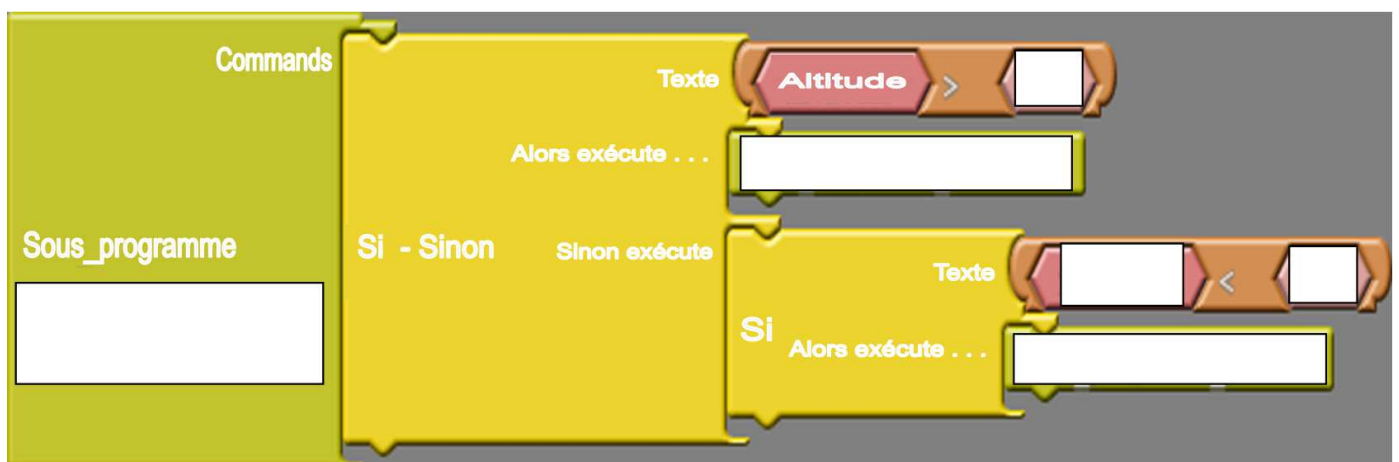 Commands
Texte
Altitude >
Alors exécute . . .
Sous_programme
Si - Sinon
Sinon exécute
Texte
<
Si
Alors exécute . . .